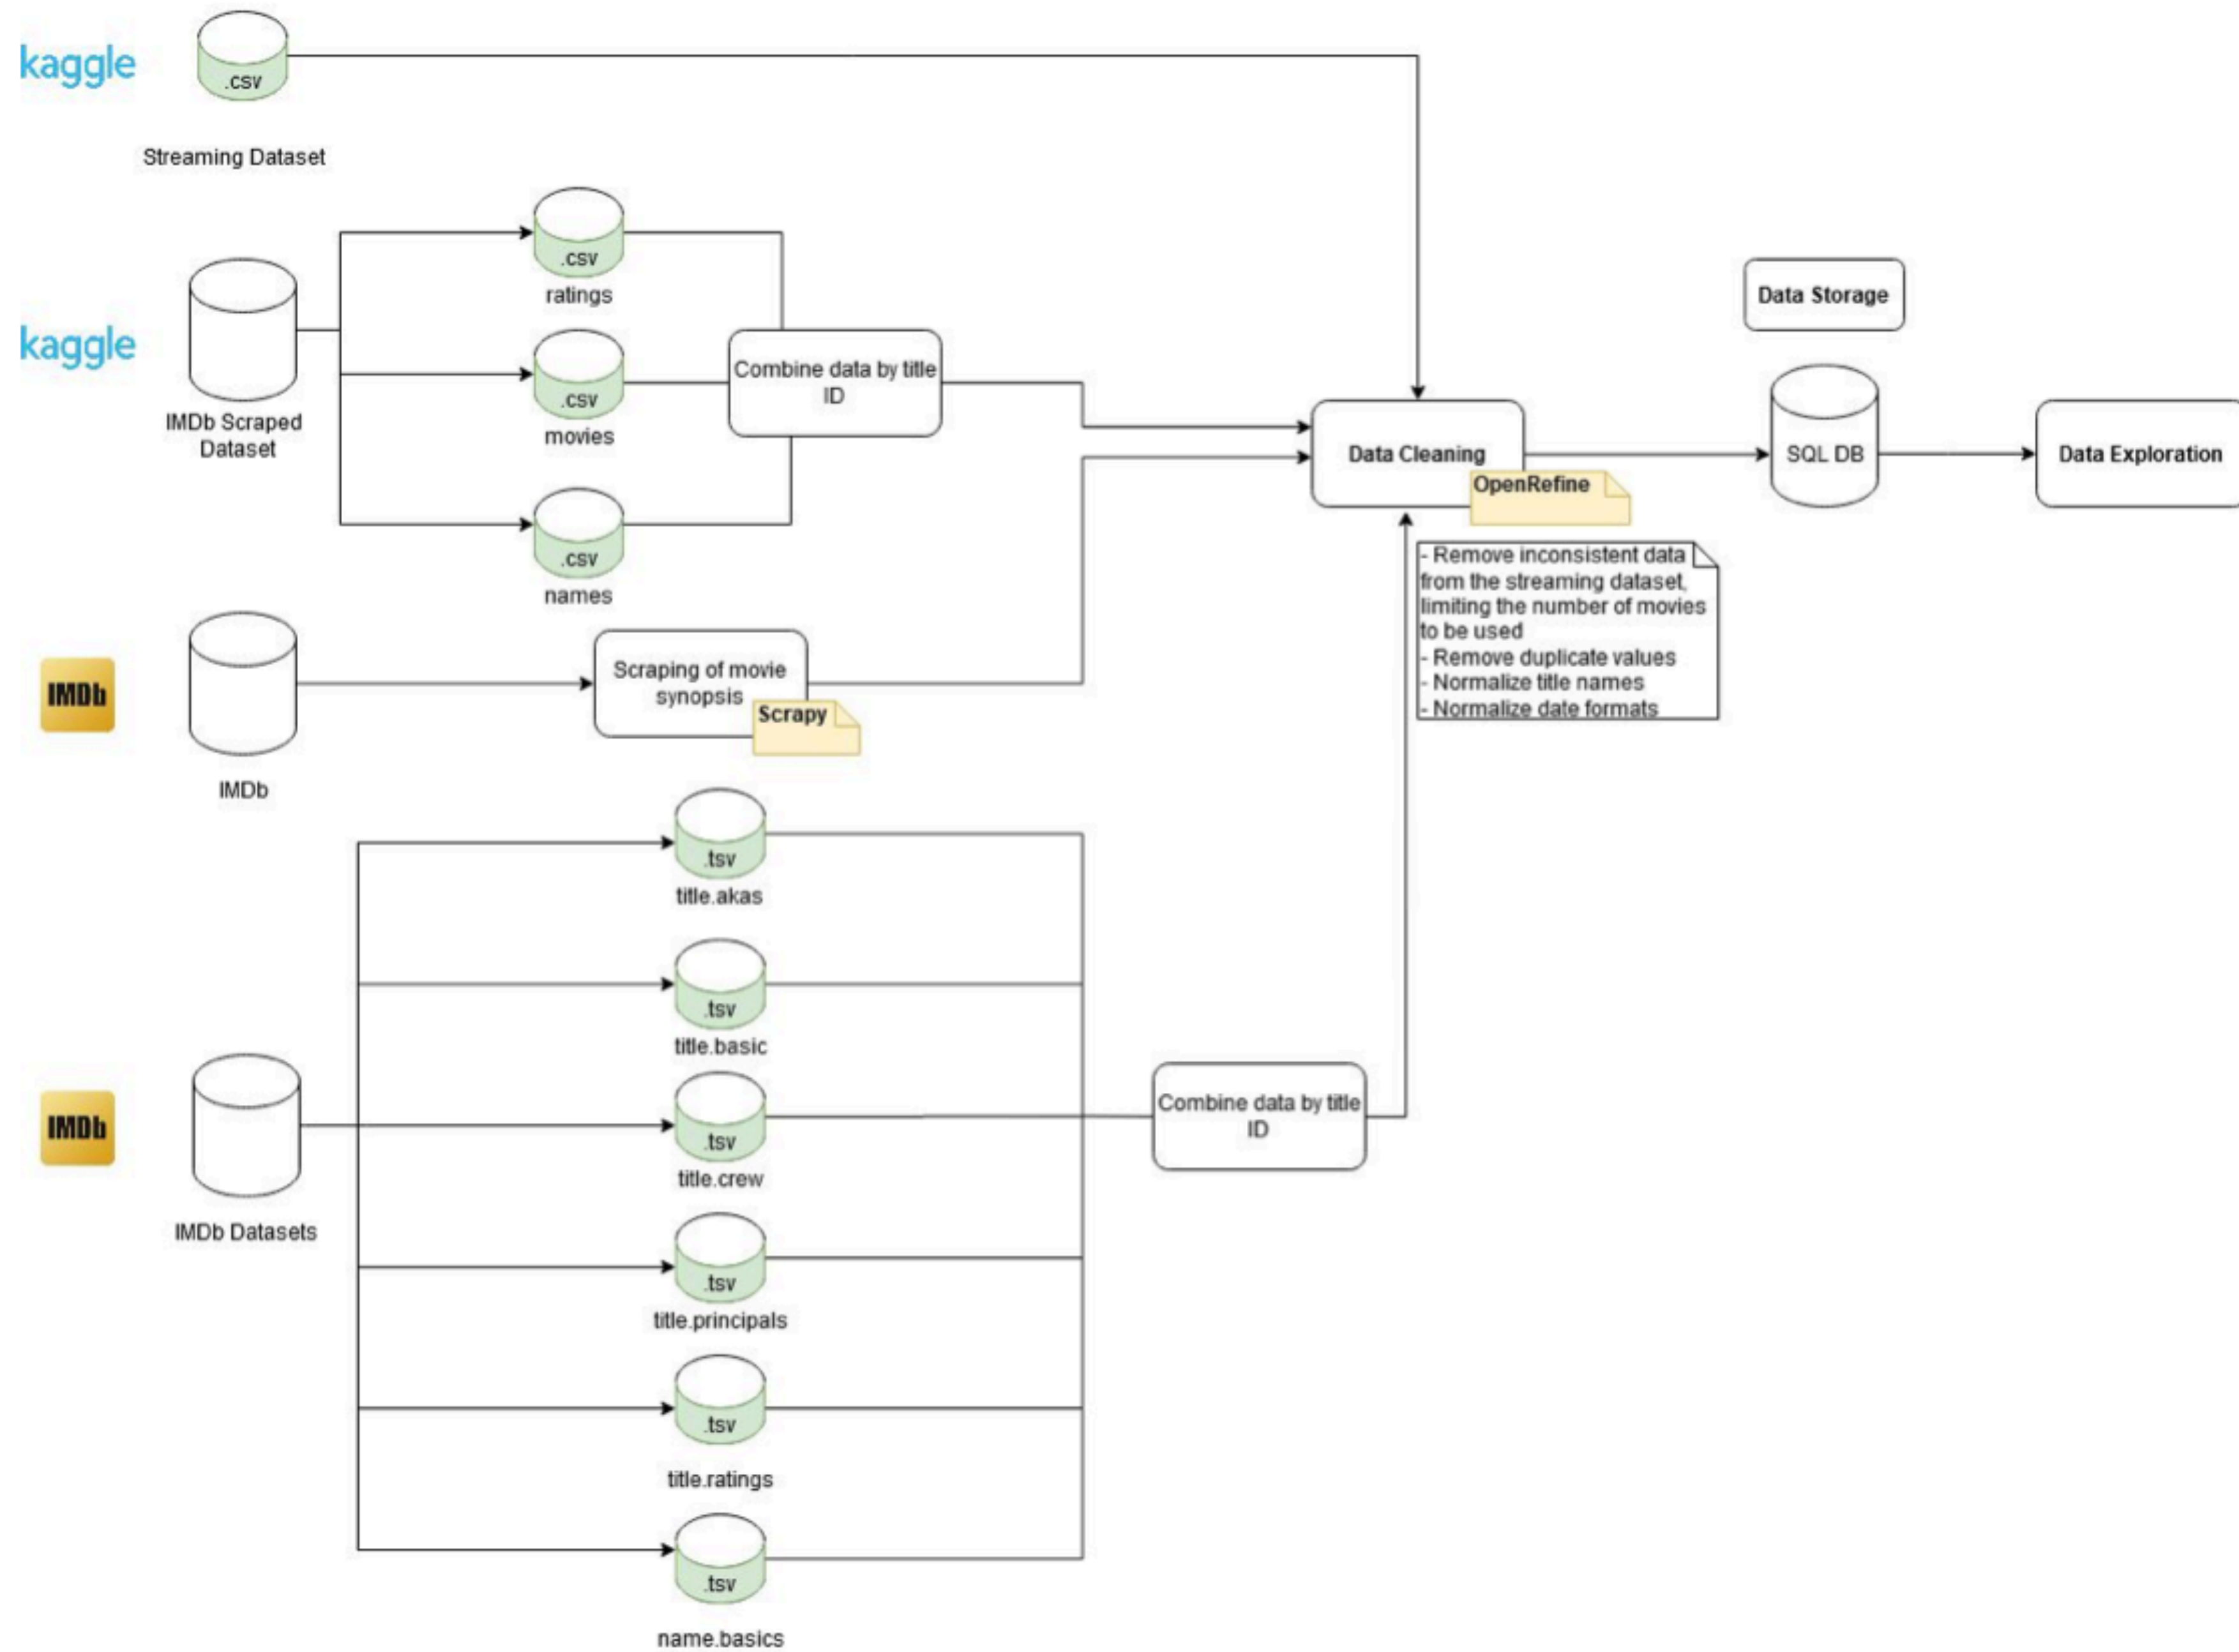 kaggle
.csv
Streaming Dataset
kaggle
IMDb Scraped
Dataset
.csv
ratings
.csv
movies
.csv
names
Combine data by title
ID
IMDb
IMDb
Scraping of movie
synopsis
Scrapy
IMDb
IMDb Datasets
.tsv
title.akas
.tsv
title.basic
.tsv
title.crew
.tsv
title.principals
.tsv
title.ratings
.tsv
name.basics
Combine data by title
ID
Data Cleaning
OpenRefine
- Remove inconsistent data
from the streaming dataset,
limiting the number of movies
to be used
- Remove duplicate values
- Normalize title names
- Normalize date formats
Data Storage
SQL DB
Data Exploration